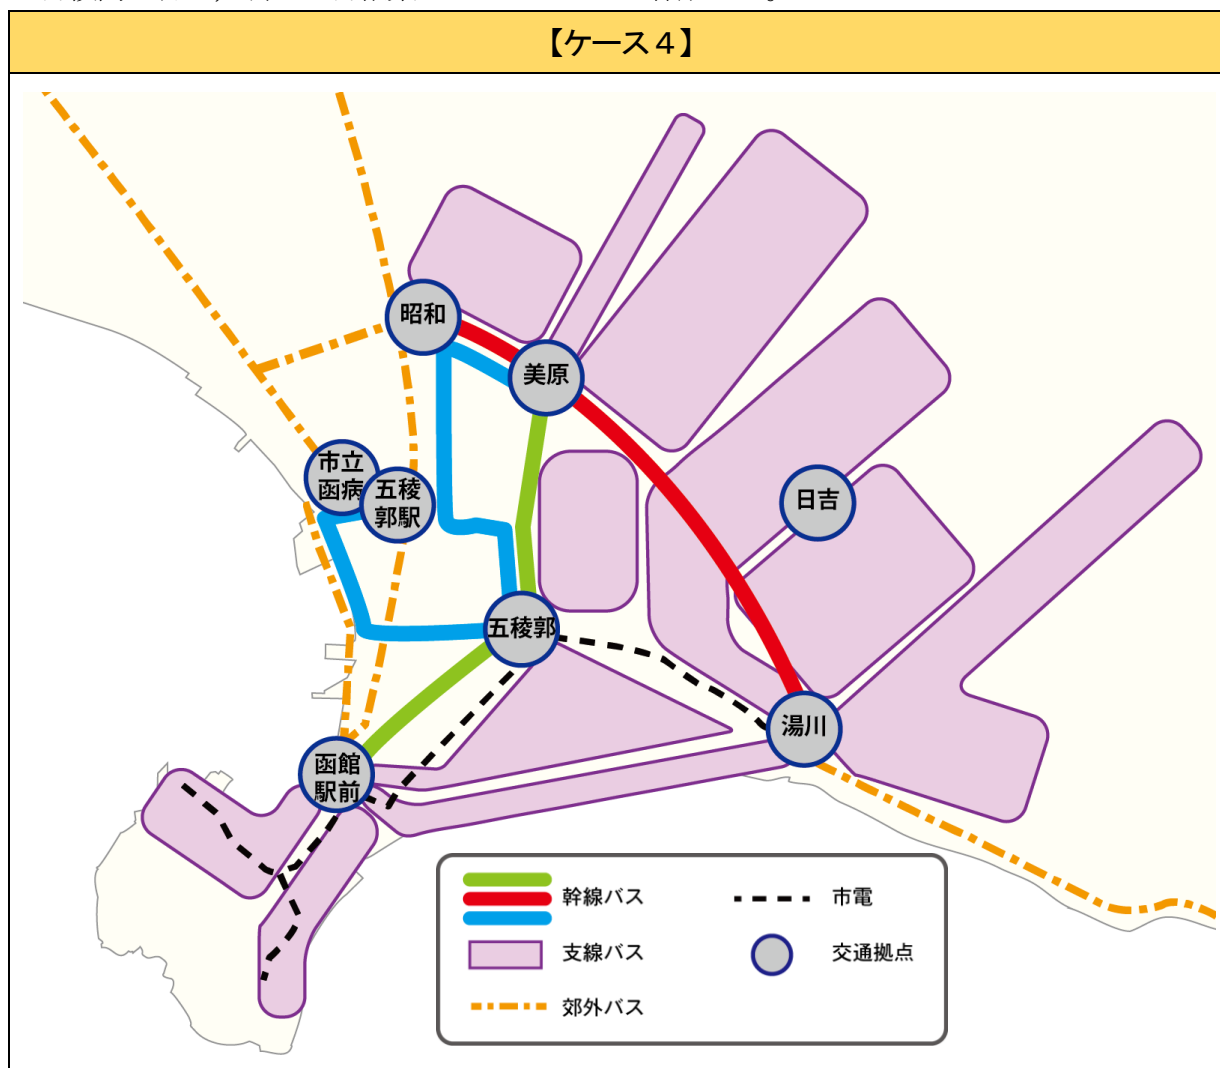 【ケース４】
昭和
美原
市立
函病
五稜
郭駅
日吉
五稜郭
湯川
函館
駅前
幹線バス
市電
支線バス
交通拠点
郊外バス